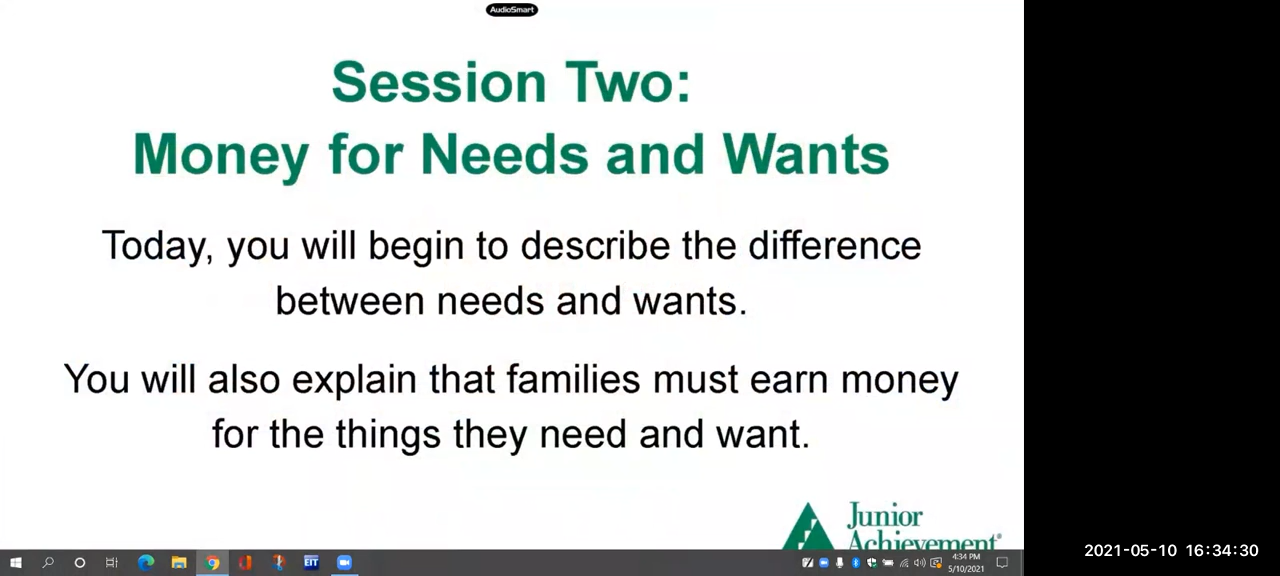 AudioSmart
Session Two:
Money for Needs and Wants
Today, you will begin to describe the difference
between needs and wants.
You will also explain that families must earn money
for the things they need and want.
Junior
Achievement®
EIT
4:34 PM
5/10/2021
2021-05-10 16:34:30